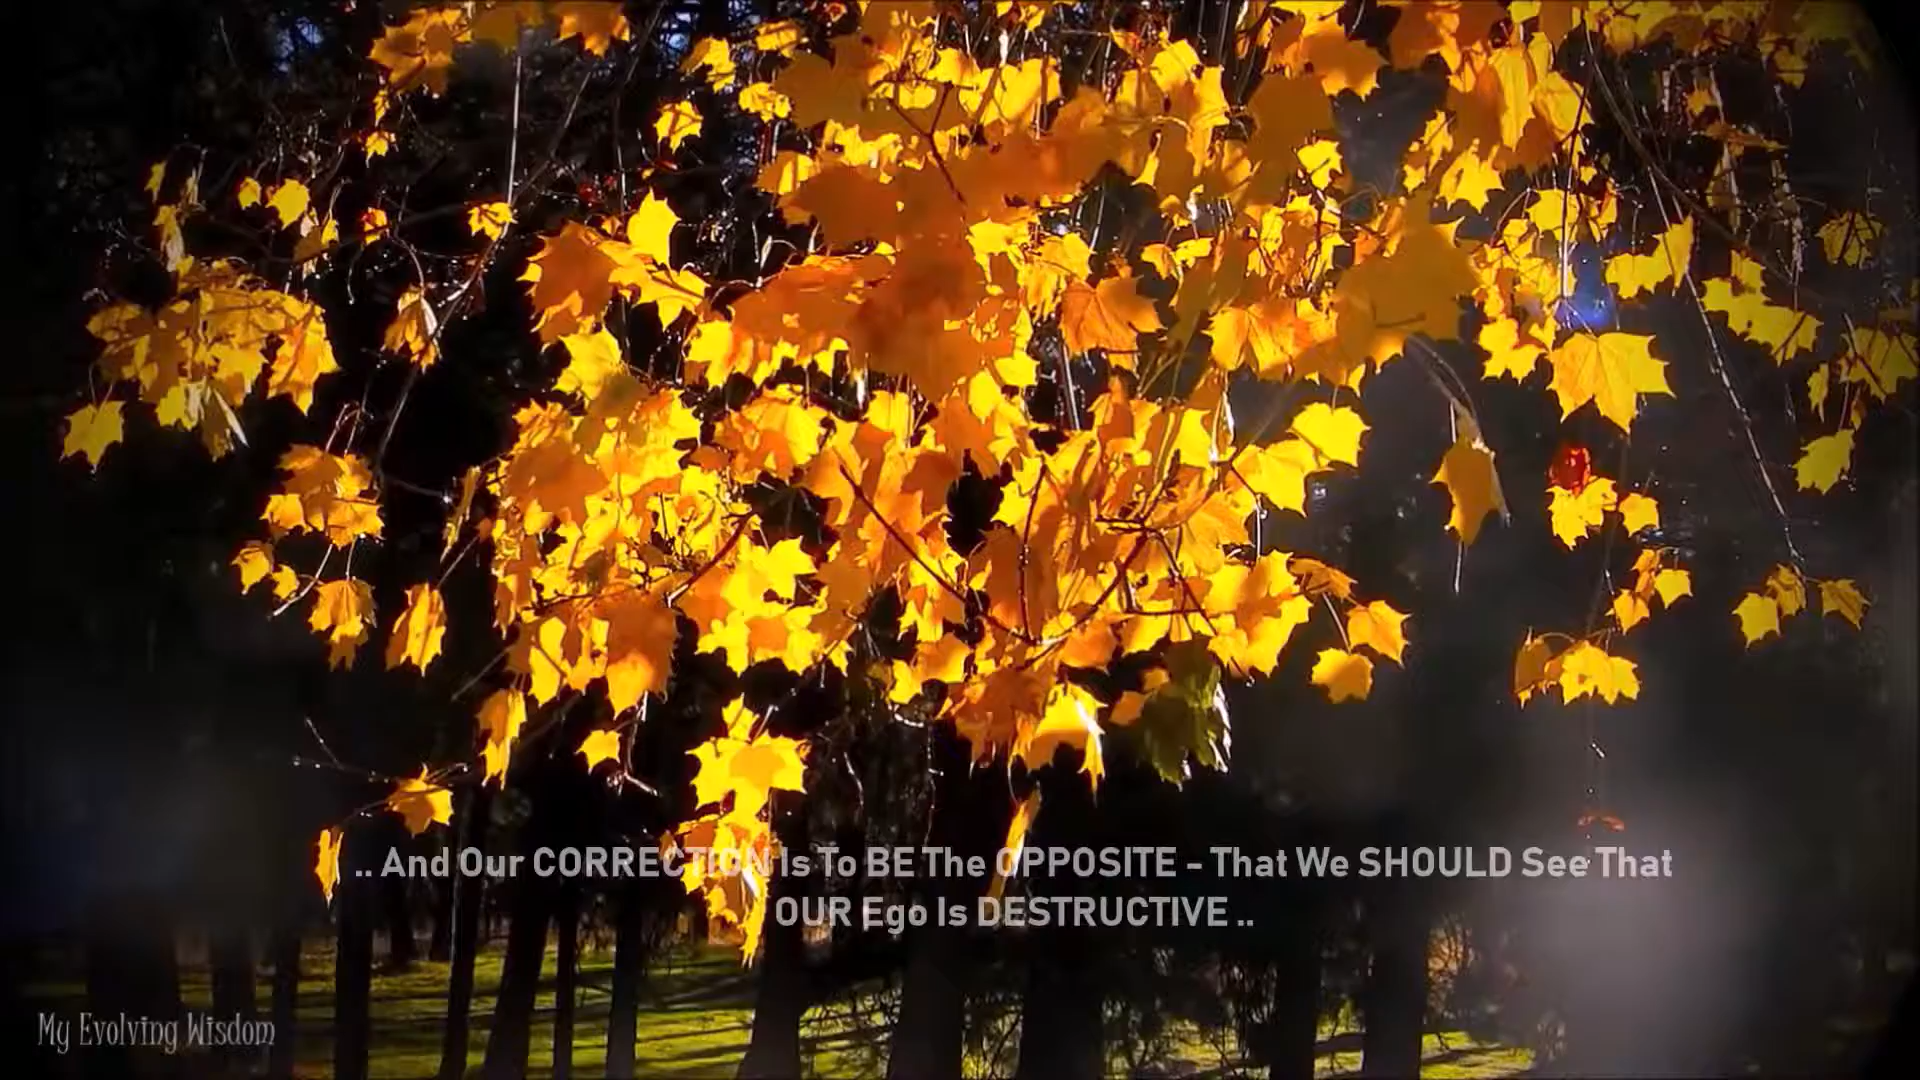 .. And Our CORRECTION Is To BE The OPPOSITE - That We SHOULD See That
OUR Ego Is DESTRUCTIVE ..
My Evolving Wisdom